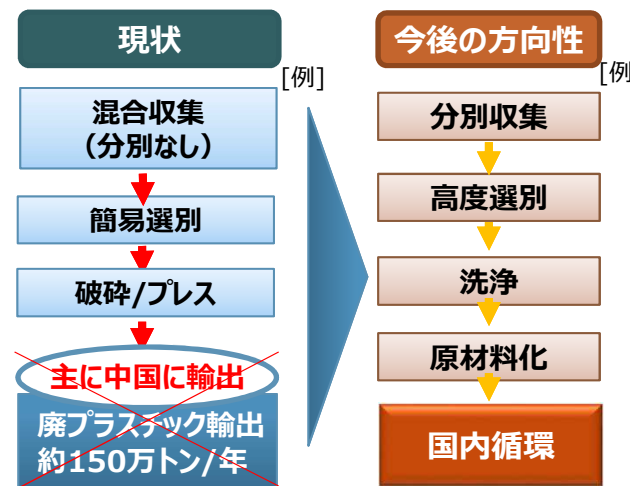 現状
[例]
混合収集
（分別なし）
簡易選別
破砕/プレス
主に中国に輸出
廃プラスチック輸出
約150万トン/年
今後の方向性
[例
分別収集
高度選別
洗浄
原材料化
国内循環